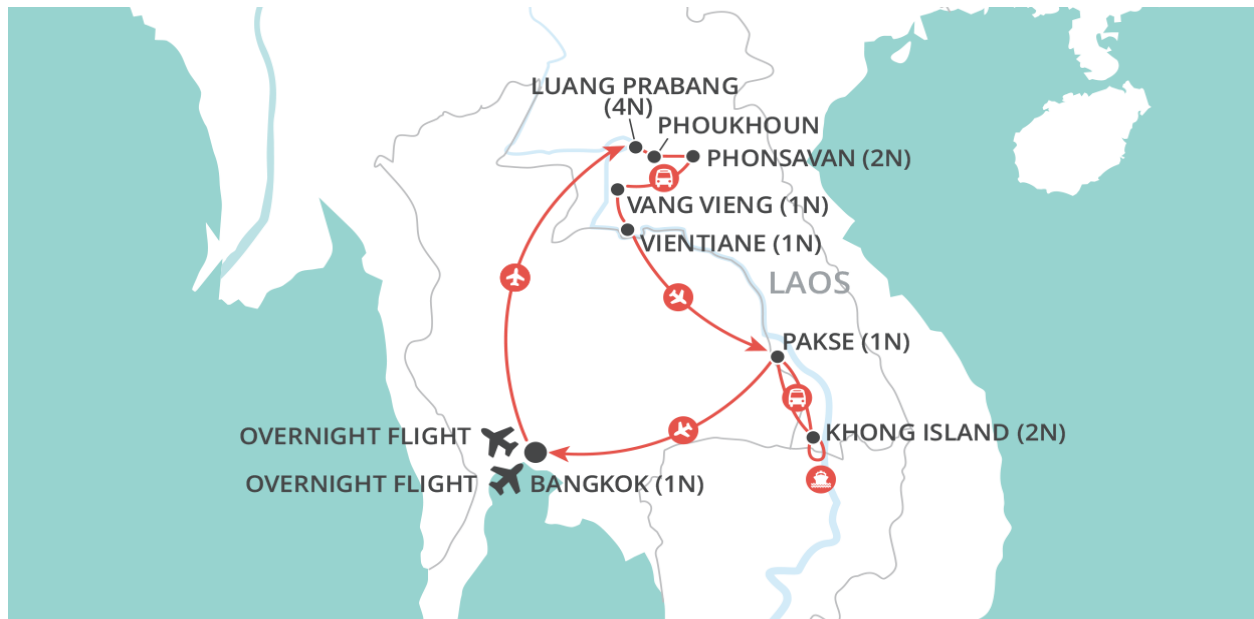 LUANG PRABANG
(4N)
PHOUKHOUN
PHONSAVAN (2N)
VANG VIENG (1N)
VIENTIANE (1N)
LAOS
PAKSE (1N)
OVERNIGHT FLIGHT
KHONG ISLAND (2N)
OVERNIGHT FLIGHT
BANGKOK (1N)